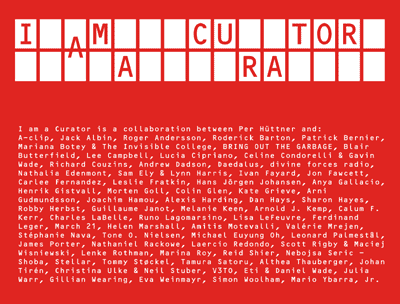 I AM A CURATOR
A RA
I am a Curator is a collaboration between Per Hüttner and:
A-clip, Jack Albin, Roger Andersson, Roderick Barton, Patrick Bernier,
Mariana Botey & The Invisible College, BRING OUT THE GARBAGE, Blair
Butterfield, Lee Campbell, Lucia Cipriano, Celine Condorelli & Gavin
Wade, Richard Couzins, Andrew Dadson, Daedalus, divine forces radio,
Nathalia Edenmont, Sam Ely & Lynn Harris, Ivan Fayard, Jon Fawcett,
Carlee Fernandez, Leslie Fratkin, Hans Jörgen Johansen, Anya Gallacio,
Henrik Gistvall, Morten Goll, Colin Glen, Kate Grieve, Arni
Gudmundsson, Joachim Hamou, Alexis Harding, Dan Hays, Sharon Hayes,
Robby Herbst, Guillaume Janot, Melanie Keen, Arnold J. Kemp, Calum F.
Kerr, Charles LaBelle, Runo Lagomarsino, Lisa LeFeuvre, Ferdinand
Leger, March 21, Helen Marshall, Amitis Motevalli, Valérie Mrejen,
Stéphanie Nava, Tone O. Nielsen, Michael Euyung Oh, Leonard Palmestål,
James Porter, Nathaniel Rackowe, Laercio Redondo, Scott Rigby & Maciej
Wisniewski, Lenke Rothman, Marina Roy, Reid Shier, Nebojsa Seric -
Shoba, Stellar, Tommy Støckel, Tamura Satoru, Althea Thauberger, Johan
Tirén, Christina Ulke & Neil Stuber, V3TO, Eti & Daniel Wade, Julia
Warr, Gillian Wearing, Eva Weinmayr, Simon Woolham, Mario Ybarra, Jr.